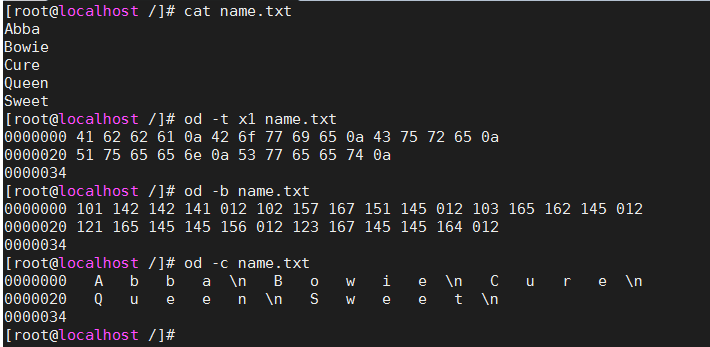 [root@localhost /]# cat name.txt
Abba
Bowie
Cure
Queen
Sweet
[root@localhost /]# od -t x1 name.txt
0000000 41 62 62 61 0a 42 6f 77 69 65 0a 43 75 72 65 0a
0000020 51 75 65 65 6e 0a 53 77 65 65 74 0a
0000034
[root@localhost /]# od -b name.txt
0000000 101 142 142 141 012 102 157 167 151 145 012 103 165 162 145 012
0000020 121 165 145 145 156 012 123 167 145 145 164 012
0000034
[root@localhost /]# od -c name.txt
0000000   A   b   b   a  \n   B   o   w   i   e  \n   C   u   r   e  \n
0000020   Q   u   e   e   n  \n   S   w   e   e   t  \n
0000034
[root@localhost /]#